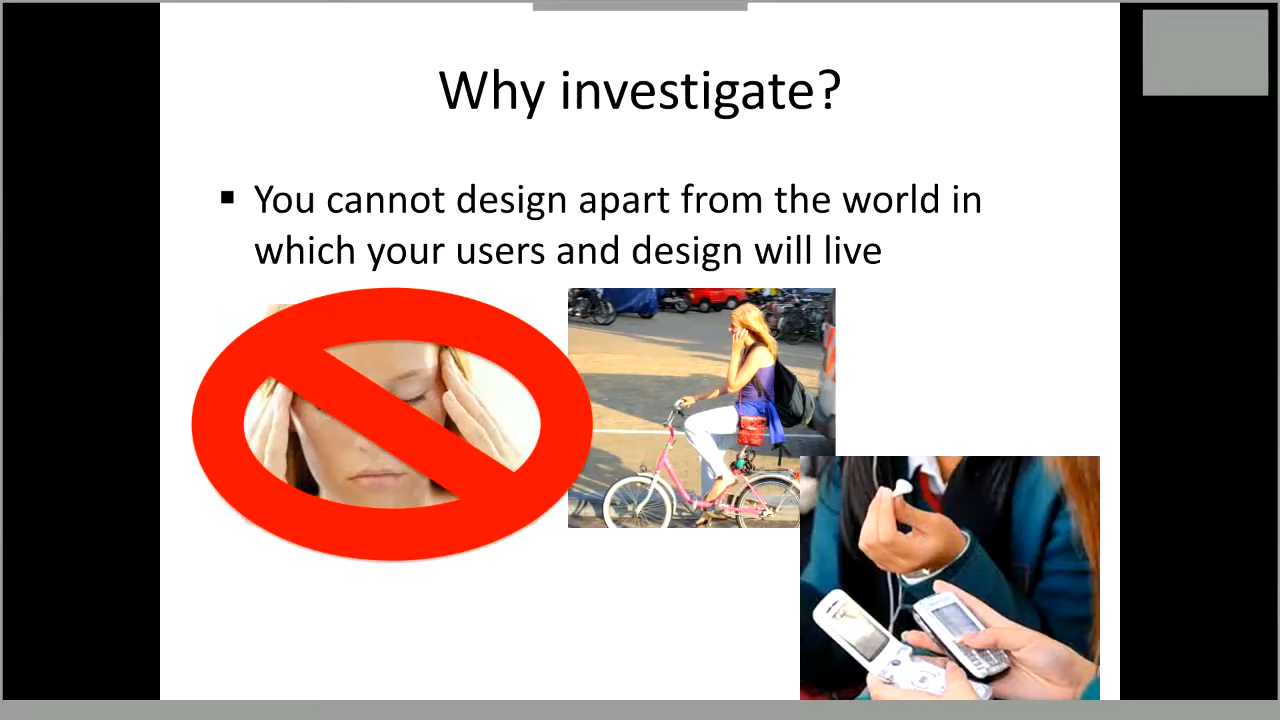 Why investigate?
▪ You cannot design apart from the world in
which your users and design will live